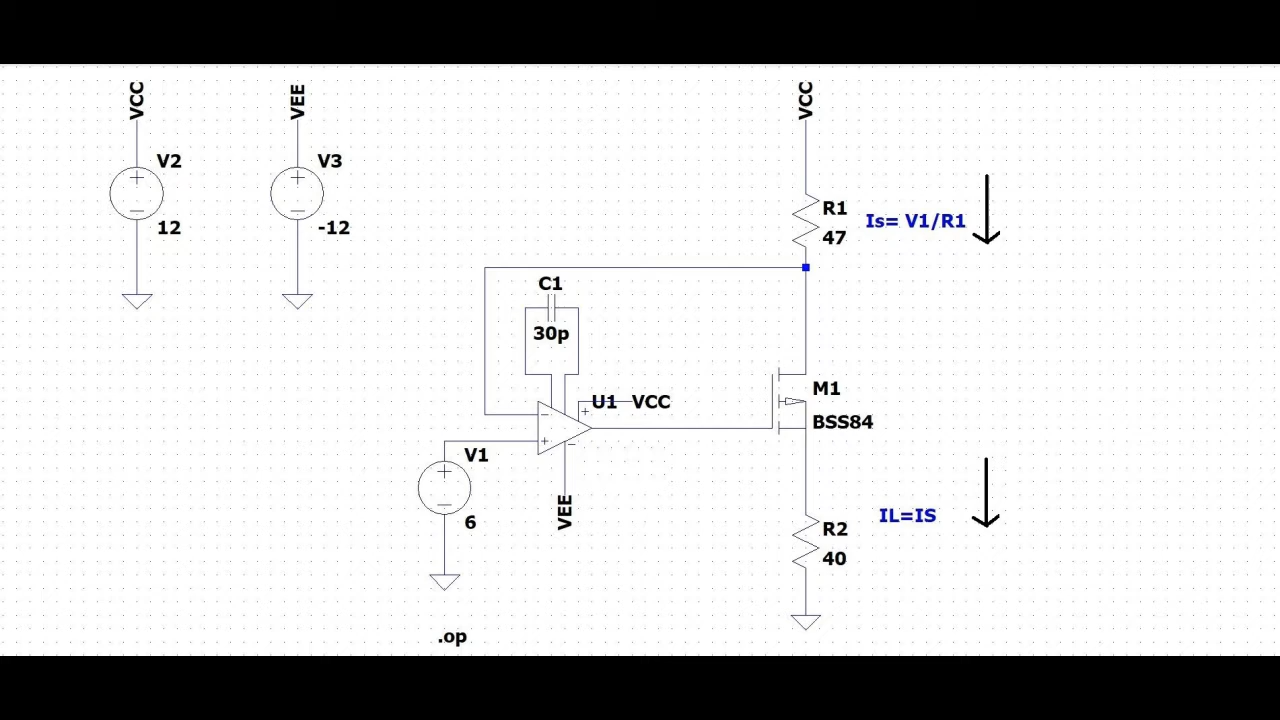 VCC
VEE
VCC
V2
V3
12
-12
R1
Is= V1/R1
47
C1
30p
M1
U1
VCC
BSS84
V1
6
VEE
IL=IS
R2
40
.op